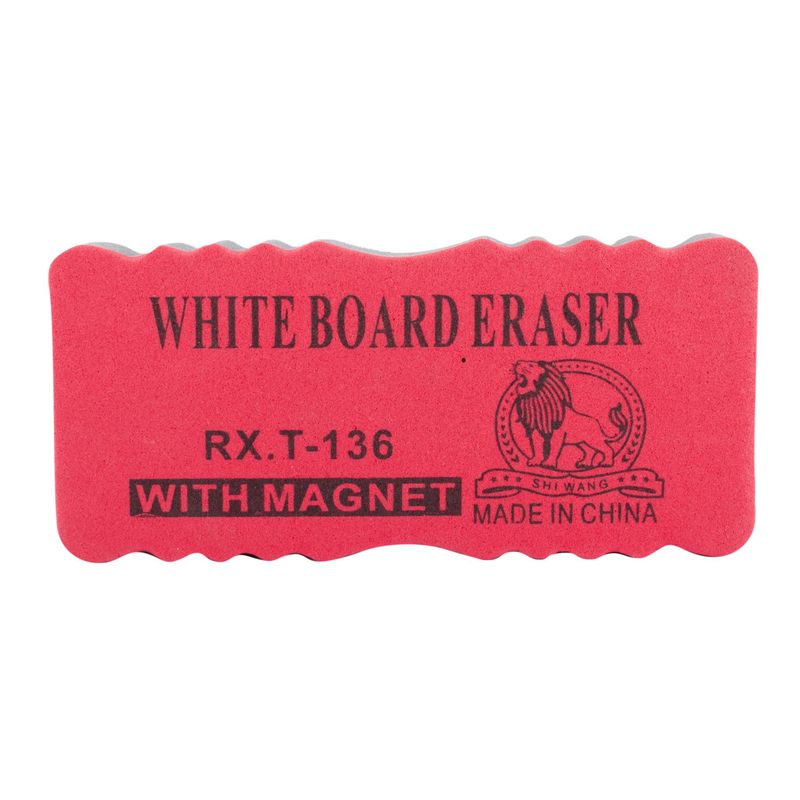 WHITE BOARD ERASER
RX.T-136
WITH MAGNET
SHI WANG
MADE IN CHINA